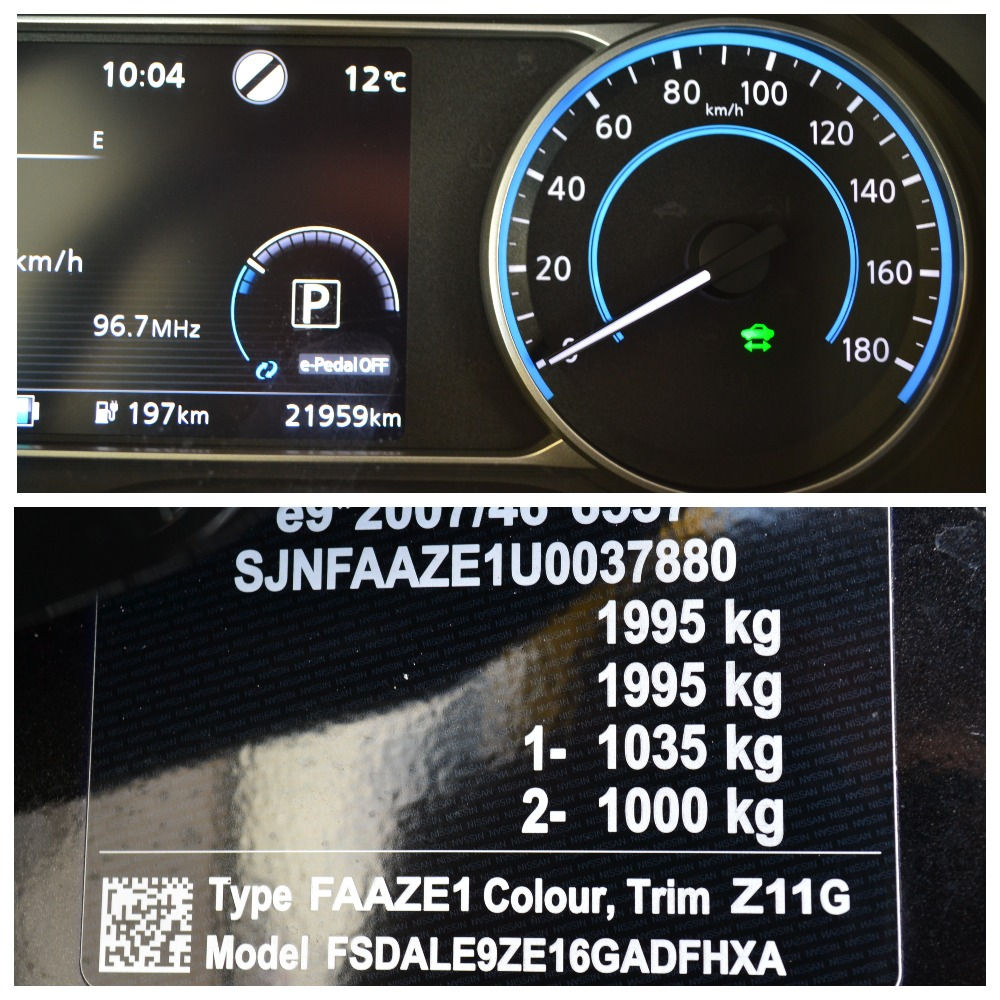 10:04
12°C
E
km/h
96.7MHz
P
e-Pedal OFF
197km
21959km
0
20
40
60
80
km/h
100
120
140
160
180
SJNFAAZE1U0037880
1995 kg
1995 kg
1- 1035 kg
2- 1000 kg
Type FAAZE1 Colour, Trim Z11G
Model FSDALE9ZE16GADFHXA